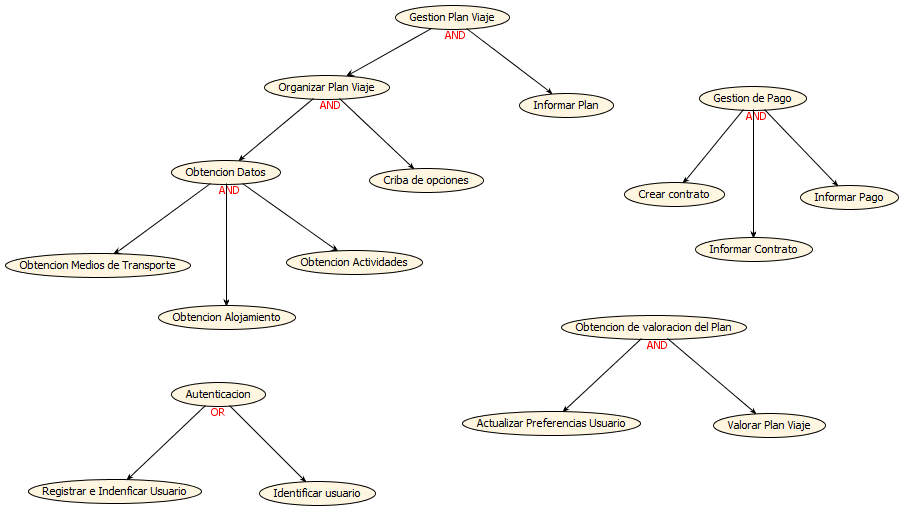 Gestion Plan Viaje
AND
Organizar Plan Viaje
AND
Informar Plan
Gestion de Pago
AND
Obtencion Datos
AND
Criba de opciones
Crear contrato
Informar Pago
Informar Contrato
Obtencion Medios de Transporte
Obtencion Actividades
Obtencion Alojamiento
Obtencion de valoracion del Plan
AND
Autenticacion
OR
Actualizar Preferencias Usuario
Valorar Plan Viaje
Registrar e Indenficar Usuario
Identificar usuario